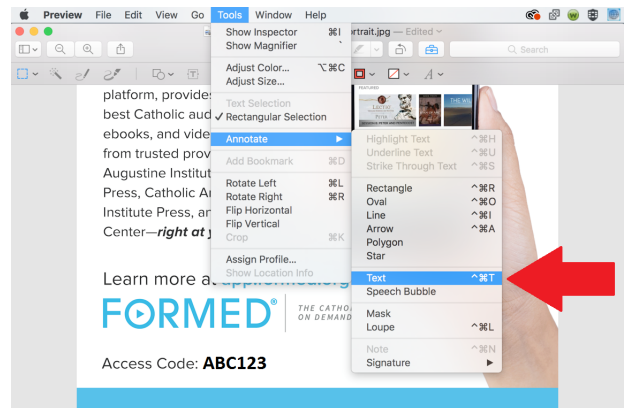 Preview File Edit View Go Tools Window Help
rtrait.jpg — Edited
Search
Show Inspector ⌘I
Show Magnifier `
Adjust Color... ⌥⌘C
Adjust Size...
Text Selection
✓ Rectangular Selection
Annotate ▶
Add Bookmark ⌘D
Rotate Left ⌘L
Rotate Right ⌘R
Flip Horizontal
Flip Vertical
Crop ⌘K
Assign Profile...
Show Location Info
Highlight Text ^⌘H
Underline Text ^⌘U
Strike Through Text ^⌘S
Rectangle ^⌘R
Oval ^⌘O
Line ^⌘I
Arrow ^⌘A
Polygon
Star
Text ^⌘T
Speech Bubble
Mask
Loupe ^⌘L
Note ^⌘N
Signature ▶
platform, provides
best Catholic aud
ebooks, and vide
from trusted prov
Augustine Institut
Press, Catholic A
Institute Press, an
Center—right at y
Learn more a
FORMED®
THE CATHO
ON DEMAND
Access Code: ABC123